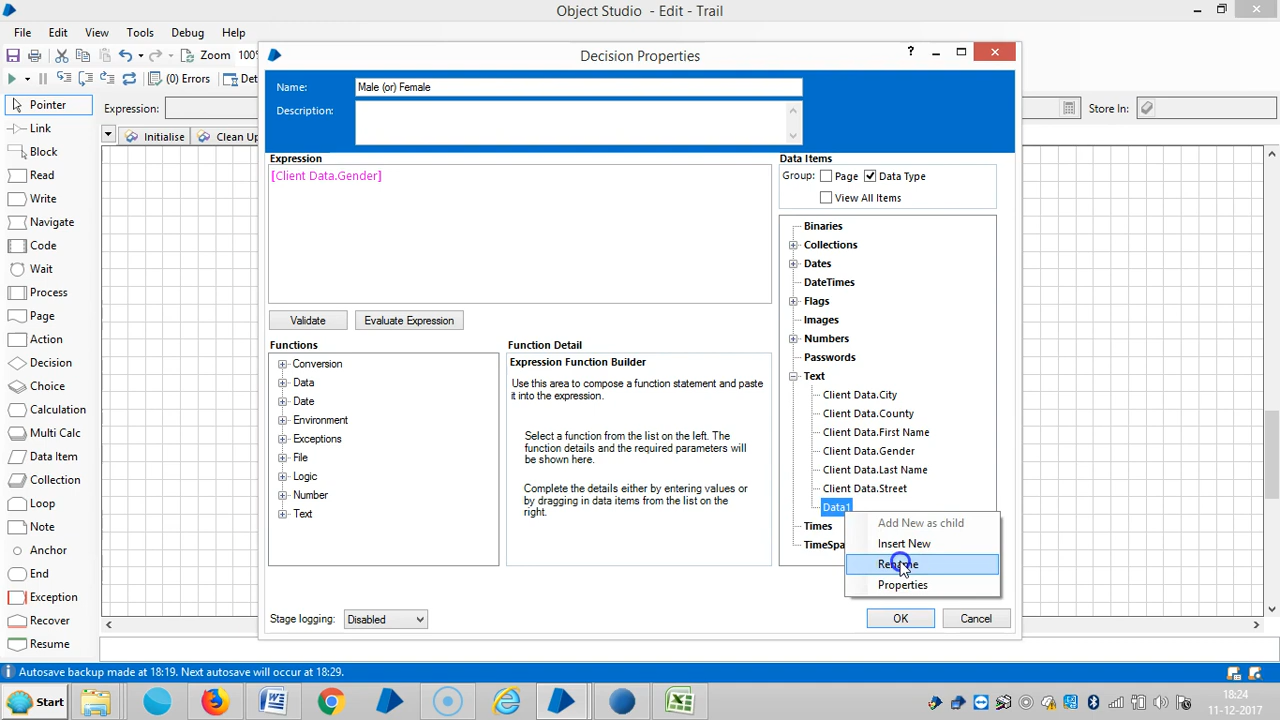 Object Studio - Edit - Trail
File Edit View Tools Debug Help
Zoom 100%
(0) Errors
Expression:
Store In:
Initialise
Clean Up
Pointer
Link
Block
Read
Write
Navigate
Code
Wait
Process
Page
Action
Decision
Choice
Calculation
Multi Calc
Data Item
Collection
Loop
Note
Anchor
End
Exception
Recover
Resume
Decision Properties
?
Name: Male (or) Female
Description:
Expression
[Client Data.Gender]
Validate Evaluate Expression
Functions
Conversion
Data
Date
Environment
Exceptions
File
Logic
Number
Text
Function Detail
Expression Function Builder
Use this area to compose a function statement and paste
it into the expression.
Select a function from the list on the left. The
function details and the required parameters will
be shown here.
Complete the details either by entering values or
by dragging in data items from the list on the
right.
Data Items
Group: Page Data Type
View All Items
Binaries
Collections
Dates
DateTimes
Flags
Images
Numbers
Passwords
Text
Client Data.City
Client Data.County
Client Data.First Name
Client Data.Gender
Client Data.Last Name
Client Data.Street
Data1
Times
TimeSpa
Add New as child
Insert New
Rename
Properties
Stage logging: Disabled
OK Cancel
Autosave backup made at 18:19. Next autosave will occur at 18:29.
Start
18:24
11-12-2017